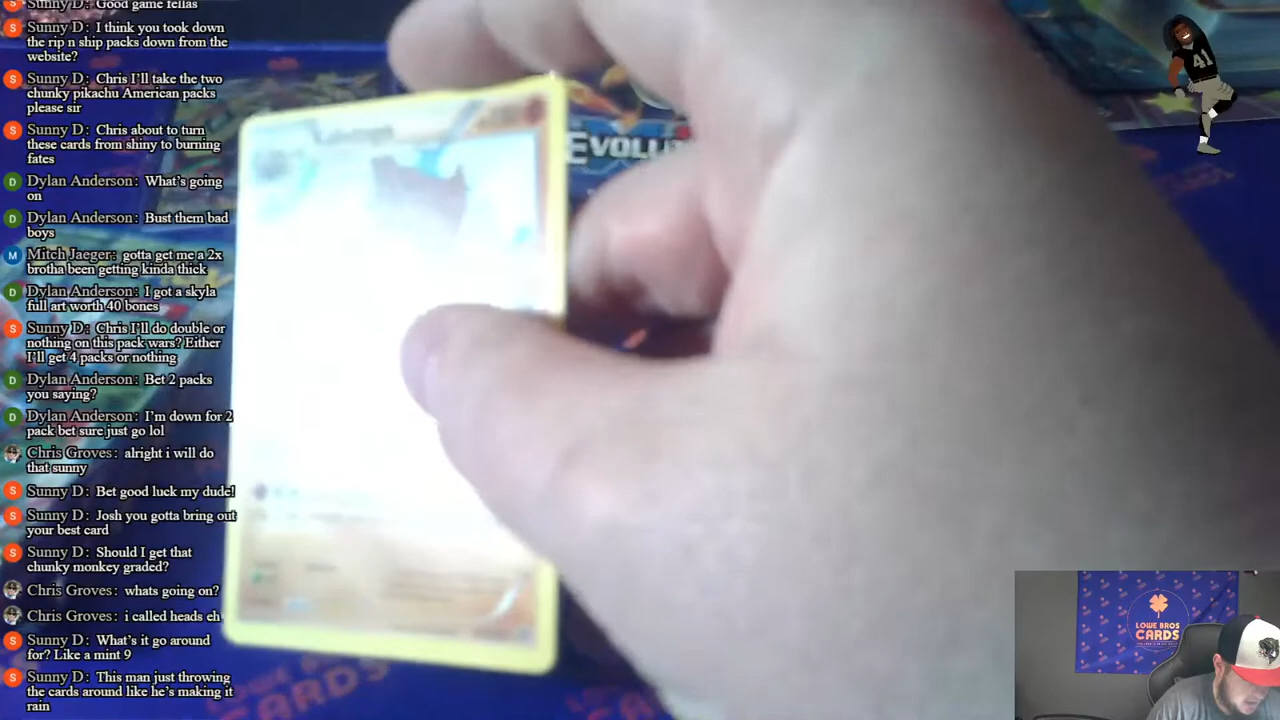 Sunny D: Good game fellas
Sunny D: I think you took down
the rip n ship packs down from the
website?
Sunny D: Chris I'll take the two
chunky pikachu American packs
please sir
Sunny D: Chris about to turn
these cards from shiny to burning
fates
Dylan Anderson: What's going
on
Dylan Anderson: Bust them bad
boys
Mitch Jaeger: gotta get me a 2x
brotha been getting kinda thick
Dylan Anderson: I got a skyla
full art worth 40 bones
Sunny D: Chris I'll do double or
nothing on this pack wars? Either
I'll get 4 packs or nothing
Dylan Anderson: Bet 2 packs
you saying?
Dylan Anderson: I'm down for 2
pack bet sure just go lol
Chris Groves: alright i will do
that sunny
Sunny D: Bet good luck my dude!
Sunny D: Josh you gotta bring out
your best card
Sunny D: Should I get that
chunky monkey graded?
Chris Groves: whats going on?
Chris Groves: i called heads eh
Sunny D: What's it go around
for? Like a mint 9
Sunny D: This man just throwing
the cards around like he's making it
rain
S
S
S
S
D
D
M
D
S
D
D
S
S
S
S
S
EVOLU
41
LOWE BROS
CARDS
CARDS